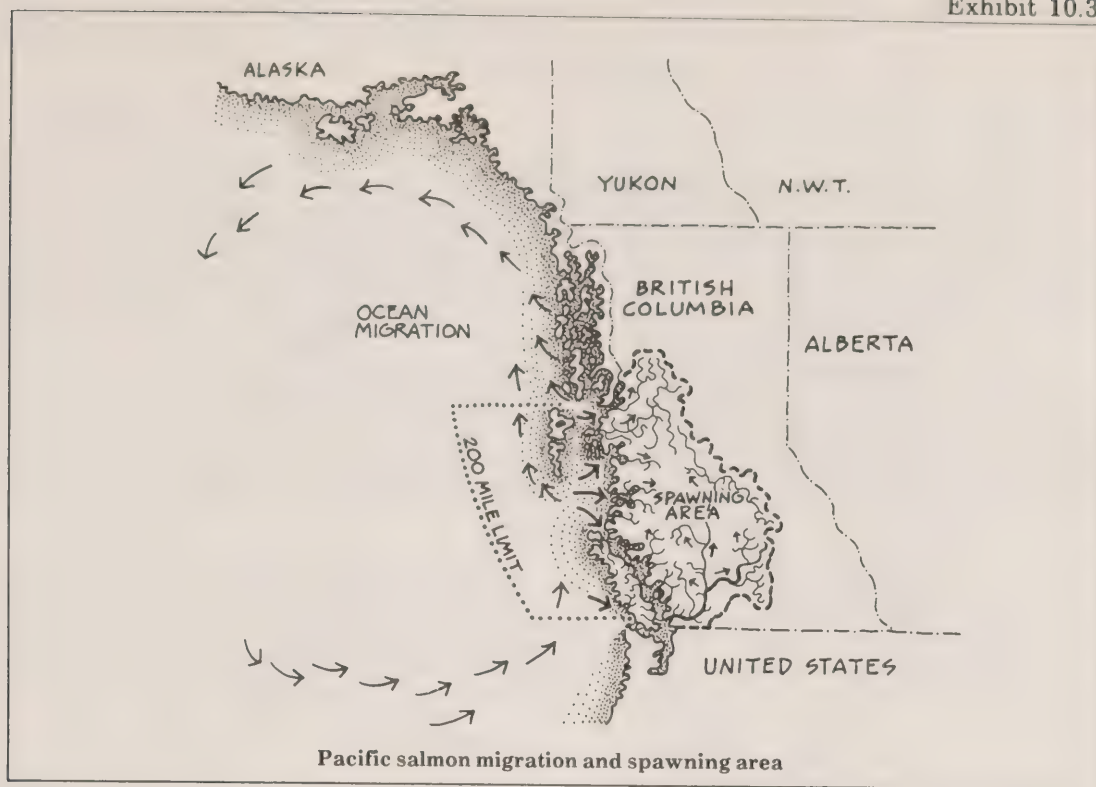 Exhibit 10.3
ALASKA
YUKON
N.W.T.
BRITISH
COLUMBIA
OCEAN
MIGRATION
ALBERTA
200 MILE LIMIT
SPAWNING
AREA
UNITED STATES
Pacific salmon migration and spawning area